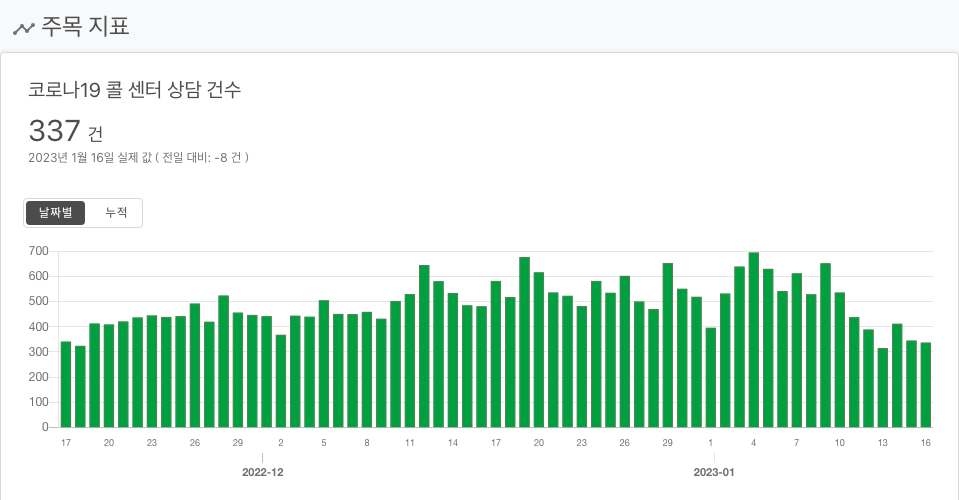 주목 지표
코로나19 콜 센터 상담 건수
337 건
2023년 1월 16일 실제 값 ( 전일 대비: -8 건 )
날짜별 누적
700
600
500
400
300
200
100
0
17 20 23 26 29 2 5 8 11 14 17 20 23 26 29 1 4 7 10 13 16
2022-12 2023-01